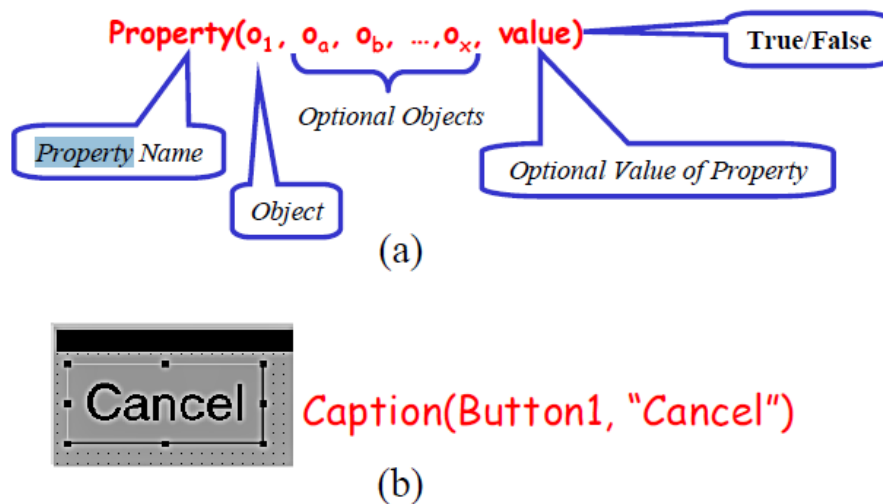 Property(o1, oa, ob, …,ox, value)
True/False
Optional Objects
Property Name
Optional Value of Property
Object
(a)
Cancel
Caption(Button1, “Cancel”)
(b)